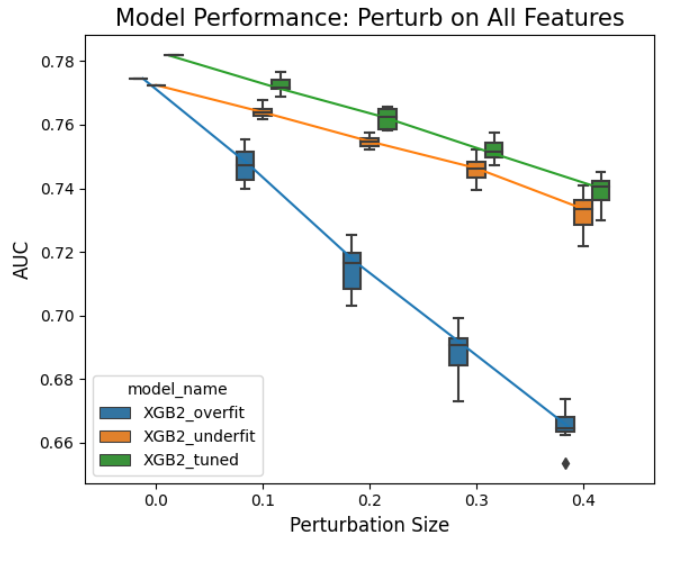 Model Performance: Perturb on All Features
AUC
0.78
0.76
0.74
0.72
0.70
0.68
0.66
model_name
XGB2_overfit
XGB2_underfit
XGB2_tuned
0.0 0.1 0.2 0.3 0.4
Perturbation Size